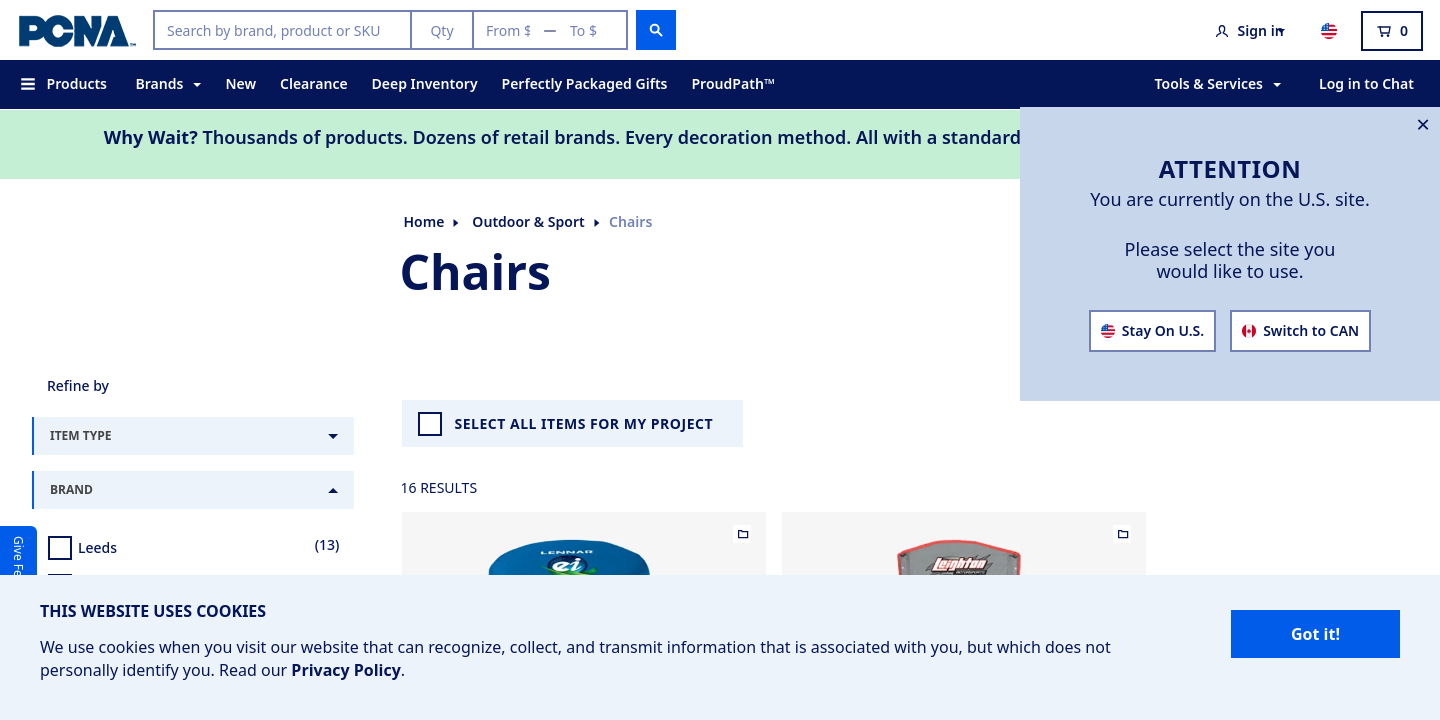 PCNA™
Search by brand, product or SKU
Qty
From $ — To $
Sign in
0
Products
Brands
New
Clearance
Deep Inventory
Perfectly Packaged Gifts
ProudPath™
Tools & Services
Log in to Chat
Why Wait? Thousands of products. Dozens of retail brands. Every decoration method. All with a standard
ATTENTION
You are currently on the U.S. site.
Please select the site you
would like to use.
Stay On U.S.
Switch to CAN
Home
Outdoor & Sport
Chairs
Chairs
Refine by
SELECT ALL ITEMS FOR MY PROJECT
ITEM TYPE
BRAND
16 RESULTS
Leeds
(13)
Give Fe
LENNAR
ai
Leighton
THIS WEBSITE USES COOKIES
We use cookies when you visit our website that can recognize, collect, and transmit information that is associated with you, but which does not
personally identify you. Read our Privacy Policy.
Got it!